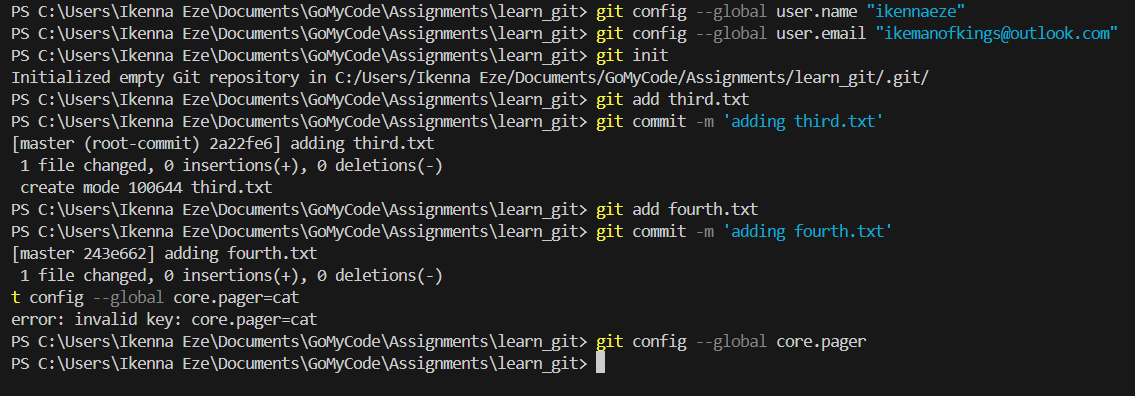 PS C:\Users\Ikenna Eze\Documents\GoMyCode\Assignments\learn_git> git config --global user.name "ikennaeze"
PS C:\Users\Ikenna Eze\Documents\GoMyCode\Assignments\learn_git> git config --global user.email "ikemanofkings@outlook.com"
PS C:\Users\Ikenna Eze\Documents\GoMyCode\Assignments\learn_git> git init
Initialized empty Git repository in C:/Users/Ikenna Eze/Documents/GoMyCode/Assignments/learn_git/.git/
PS C:\Users\Ikenna Eze\Documents\GoMyCode\Assignments\learn_git> git add third.txt
PS C:\Users\Ikenna Eze\Documents\GoMyCode\Assignments\learn_git> git commit -m 'adding third.txt'
[master (root-commit) 2a22fe6] adding third.txt
 1 file changed, 0 insertions(+), 0 deletions(-)
 create mode 100644 third.txt
PS C:\Users\Ikenna Eze\Documents\GoMyCode\Assignments\learn_git> git add fourth.txt
PS C:\Users\Ikenna Eze\Documents\GoMyCode\Assignments\learn_git> git commit -m 'adding fourth.txt'
[master 243e662] adding fourth.txt
 1 file changed, 0 insertions(+), 0 deletions(-)
t config --global core.pager=cat
error: invalid key: core.pager=cat
PS C:\Users\Ikenna Eze\Documents\GoMyCode\Assignments\learn_git> git config --global core.pager
PS C:\Users\Ikenna Eze\Documents\GoMyCode\Assignments\learn_git>